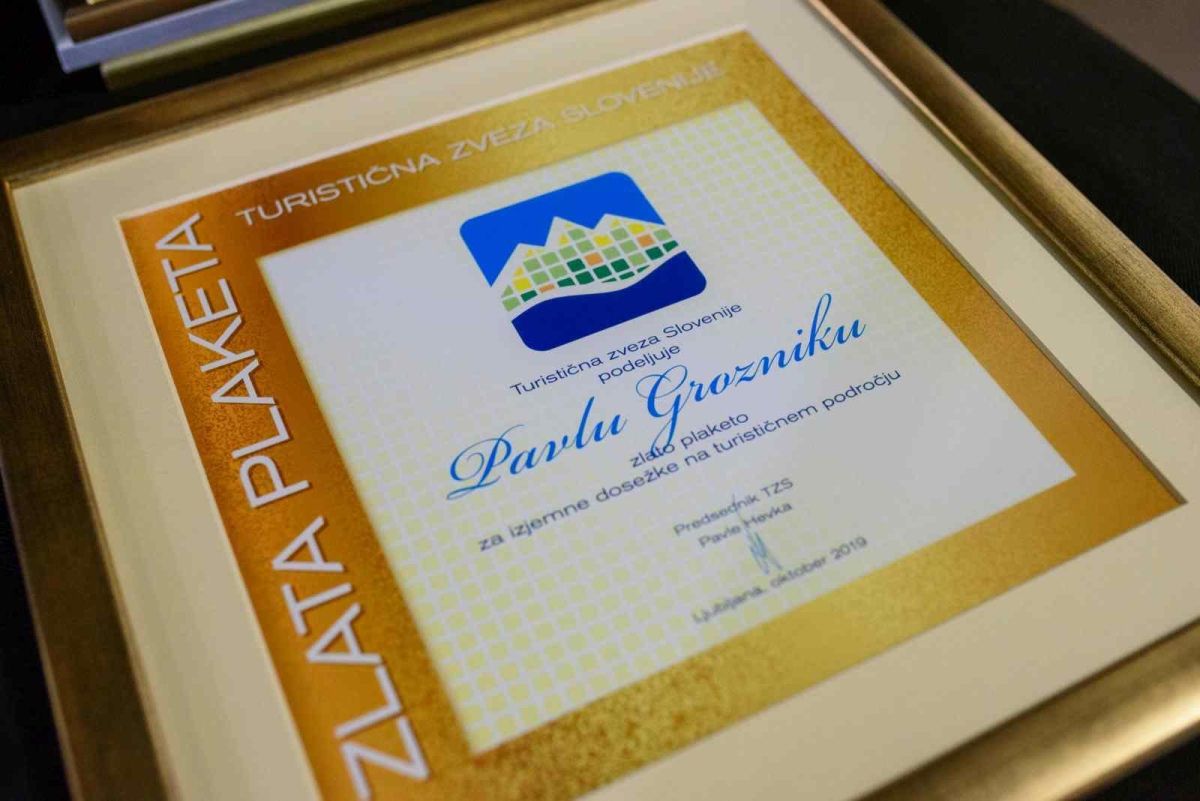 TURISTIČNA ZVEZA SLOVENIJE
ZLATA PLAKETA
Turistična zveza Slovenije
podeljuje
Pavlu Grozniku
zlato plaketo
za izjemne dosežke na turističnem področju
Predsednik TZS
Pavle Hevka
Ljubljana, oktober 2019